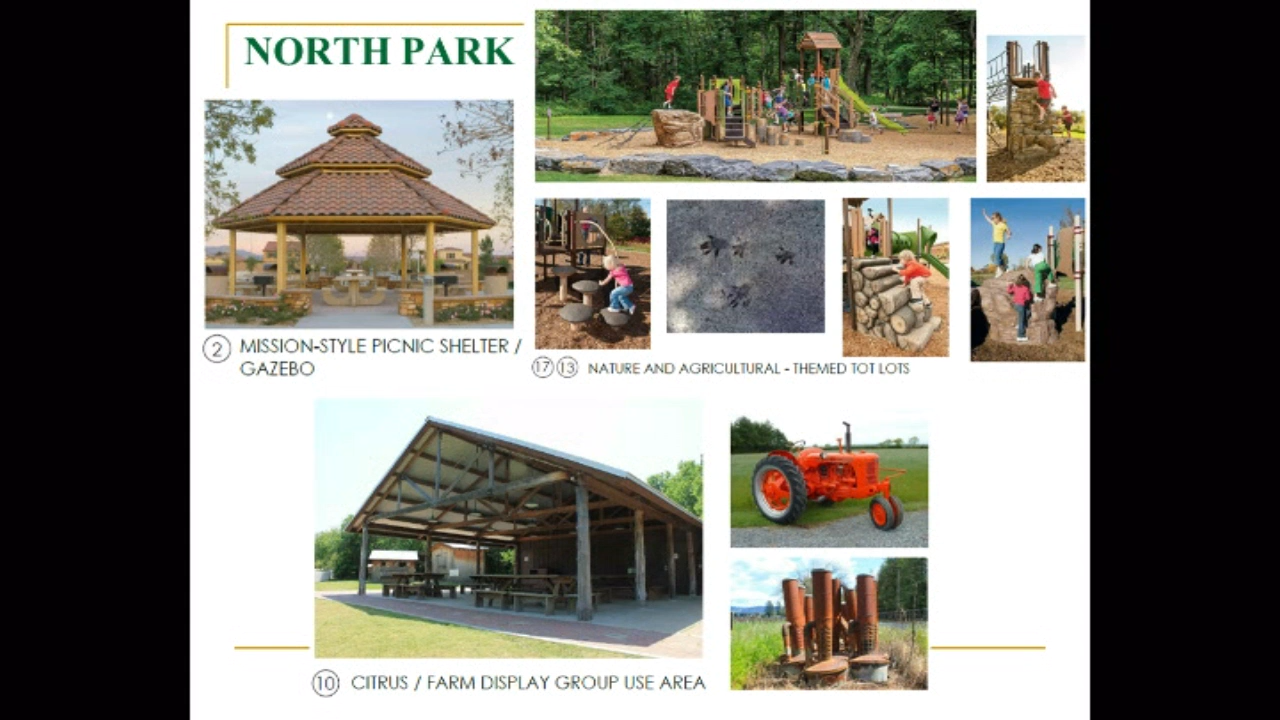 NORTH PARK
2 MISSION-STYLE PICNIC SHELTER /
GAZEBO
17 13 NATURE AND AGRICULTURAL - THEMED TOT LOTS
10 CITRUS / FARM DISPLAY GROUP USE AREA